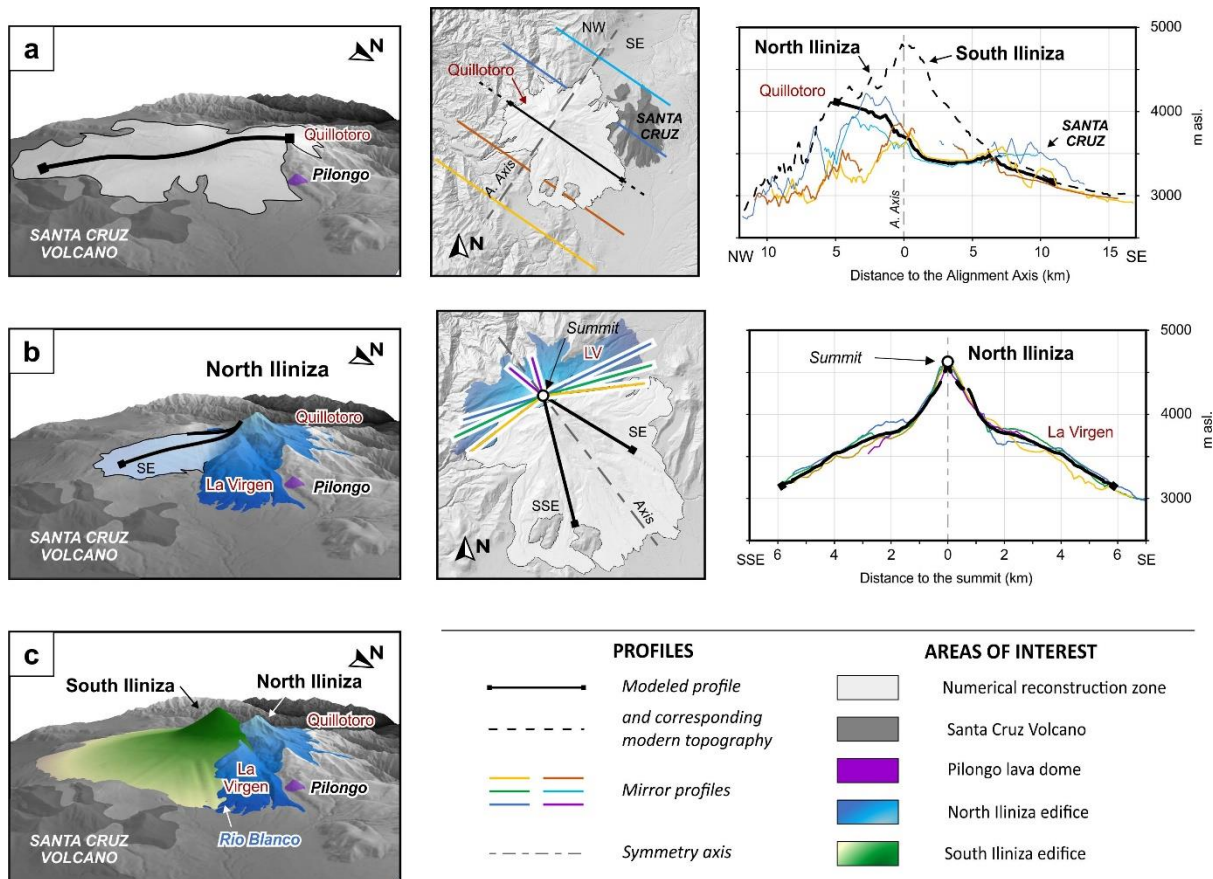 a
N
Quillotoro
Pilongo
SANTA CRUZ
VOLCANO
NW
SE
Quillotoro
SANTA
CRUZ
A. Axis
N
North Iliniza
South Iliniza
Quillotoro
SANTA
CRUZ
A. Axis
5000
4000
3000
m asl.
10 5 0 5 10 15
NW SE
Distance to the Alignment Axis (km)
b
N
North Iliniza
Quillotoro
SE
La Virgen
Pilongo
SANTA CRUZ
VOLCANO
Summit
LV
SE
SSE
Axis
N
Summit
North Iliniza
La Virgen
5000
4000
3000
m asl.
6 4 2 0 2 4 6
SSE SE
Distance to the summit (km)
c
N
South Iliniza
North Iliniza
Quillotoro
La
Virgen
Pilongo
Rio Blanco
SANTA CRUZ
VOLCANO
PROFILES
Modeled profile
and corresponding
modern topography
Mirror profiles
Symmetry axis
AREAS OF INTEREST
Numerical reconstruction zone
Santa Cruz Volcano
Pilongo lava dome
North Iliniza edifice
South Iliniza edifice